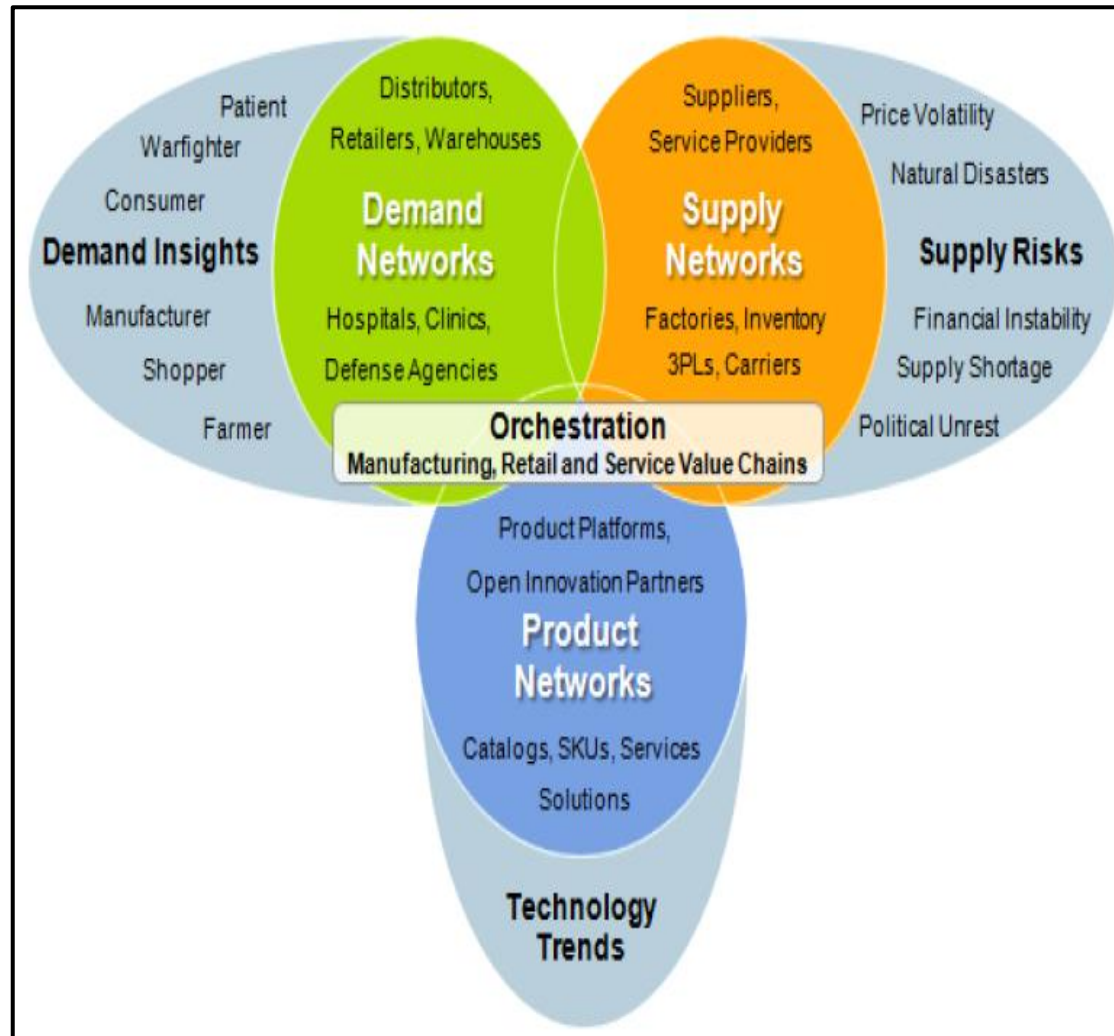 Patient
Warfighter
Consumer
Demand Insights
Manufacturer
Shopper
Farmer
Distributors,
Retailers, Warehouses
Demand
Networks
Hospitals, Clinics,
Defense Agencies
Suppliers,
Service Providers
Supply
Networks
Factories, Inventory
3PLs, Carriers
Price Volatility
Natural Disasters
Supply Risks
Financial Instability
Supply Shortage
Political Unrest
Orchestration
Manufacturing, Retail and Service Value Chains
Product Platforms,
Open Innovation Partners
Product
Networks
Catalogs, SKUs, Services
Solutions
Technology
Trends